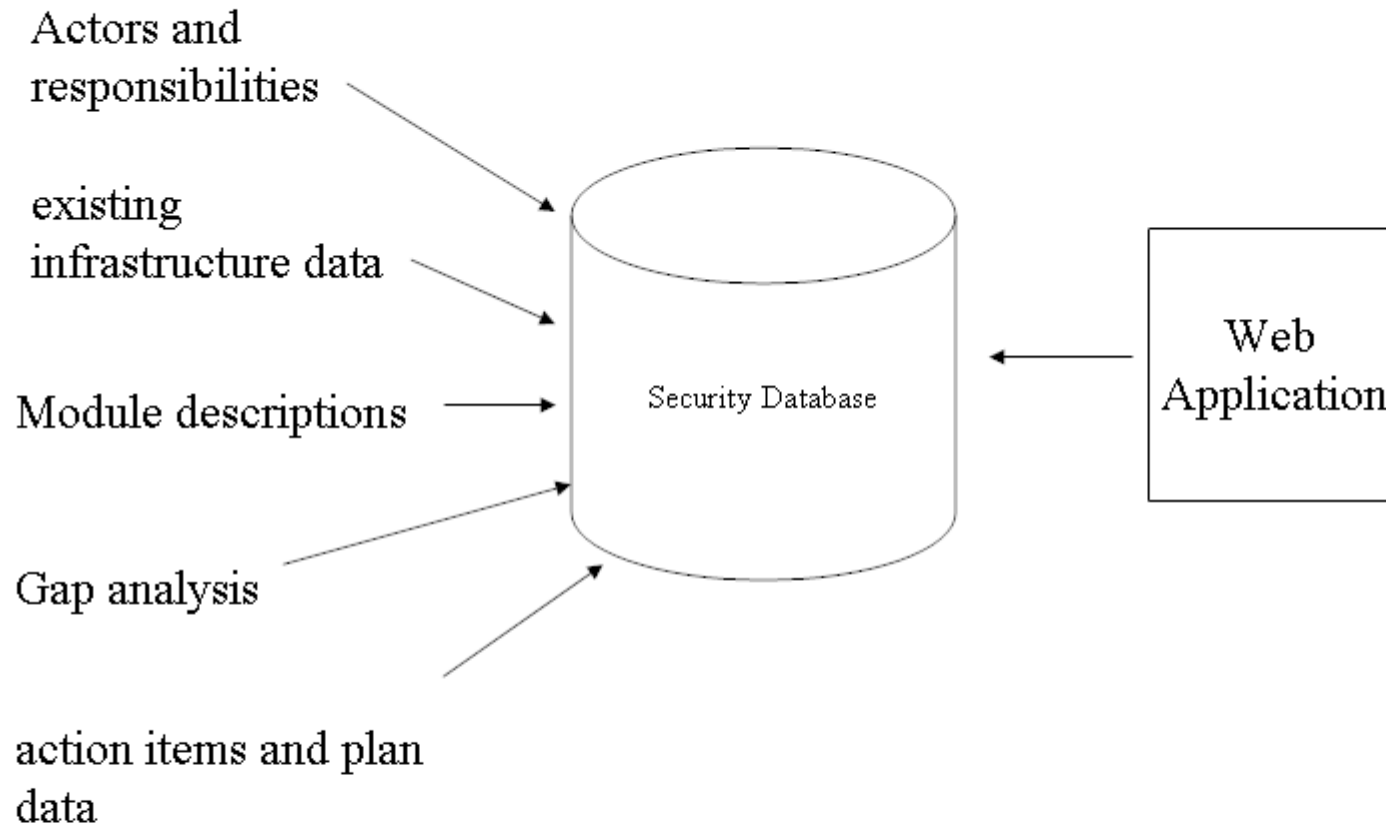 Actors and
responsibilities
existing
infrastructure data
Module descriptions
Gap analysis
action items and plan
data
Security Database
Web
Application